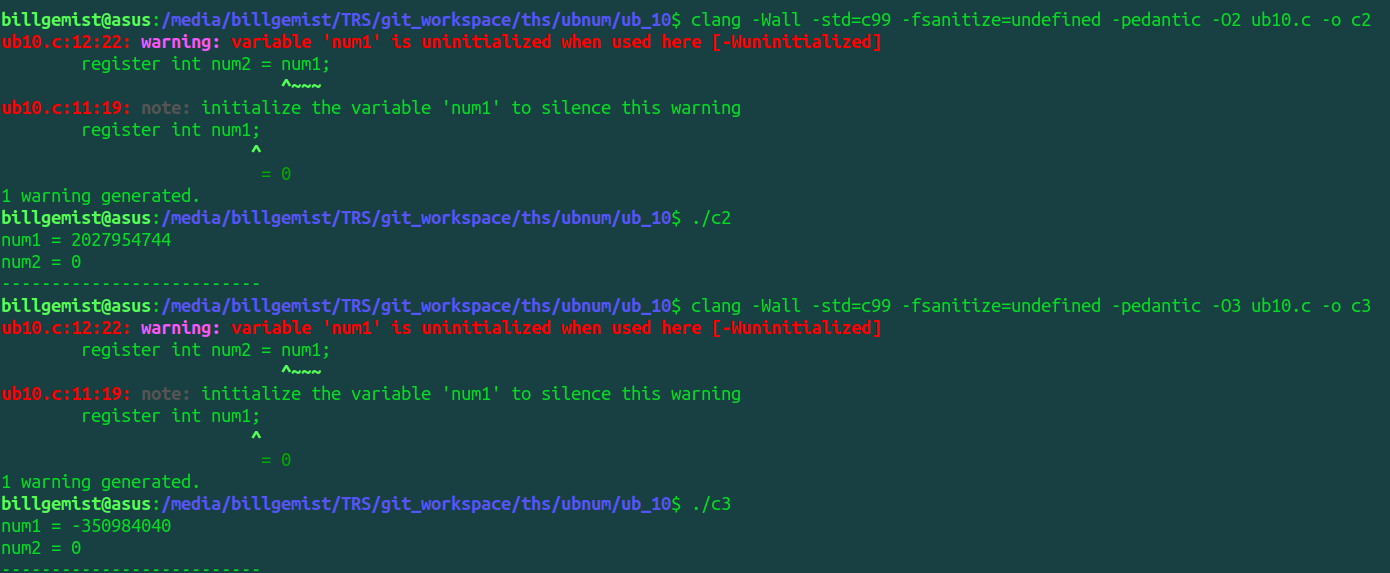 billgemist@asus:/media/billgemist/TRS/git_workspace/ths/ubnum/ub_10$ clang -Wall -std=c99 -fsanitize=undefined -pedantic -O2 ub10.c -o c2
ub10.c:12:22: warning: variable 'num1' is uninitialized when used here [-Wuninitialized]
        register int num2 = num1;
                            ^~~~
ub10.c:11:19: note: initialize the variable 'num1' to silence this warning
        register int num1;
                         ^
                          = 0
1 warning generated.
billgemist@asus:/media/billgemist/TRS/git_workspace/ths/ubnum/ub_10$ ./c2
num1 = 2027954744
num2 = 0
--------------------------
billgemist@asus:/media/billgemist/TRS/git_workspace/ths/ubnum/ub_10$ clang -Wall -std=c99 -fsanitize=undefined -pedantic -O3 ub10.c -o c3
ub10.c:12:22: warning: variable 'num1' is uninitialized when used here [-Wuninitialized]
        register int num2 = num1;
                            ^~~~
ub10.c:11:19: note: initialize the variable 'num1' to silence this warning
        register int num1;
                         ^
                          = 0
1 warning generated.
billgemist@asus:/media/billgemist/TRS/git_workspace/ths/ubnum/ub_10$ ./c3
num1 = -350984040
num2 = 0
--------------------------